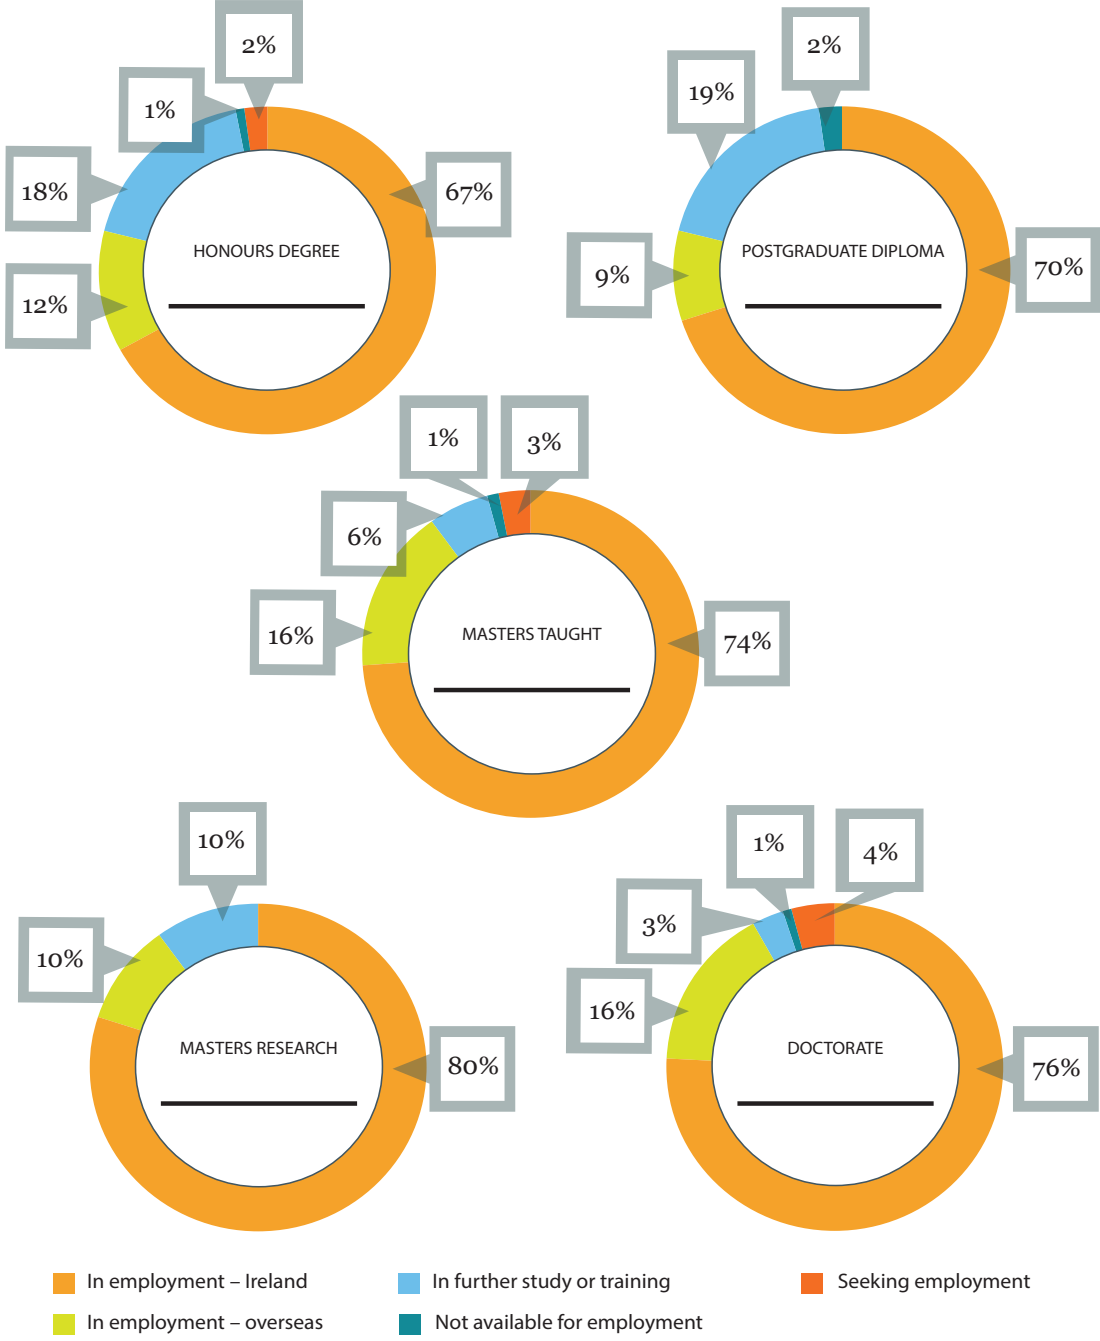 2%
1%
18%
12%
67%
HONOURS DEGREE
2%
19%
9%
70%
POSTGRADUATE DIPLOMA
1%
3%
6%
16%
74%
MASTERS TAUGHT
10%
10%
80%
MASTERS RESEARCH
1%
4%
3%
16%
76%
DOCTORATE
In employment – Ireland
In further study or training
Seeking employment
In employment – overseas
Not available for employment